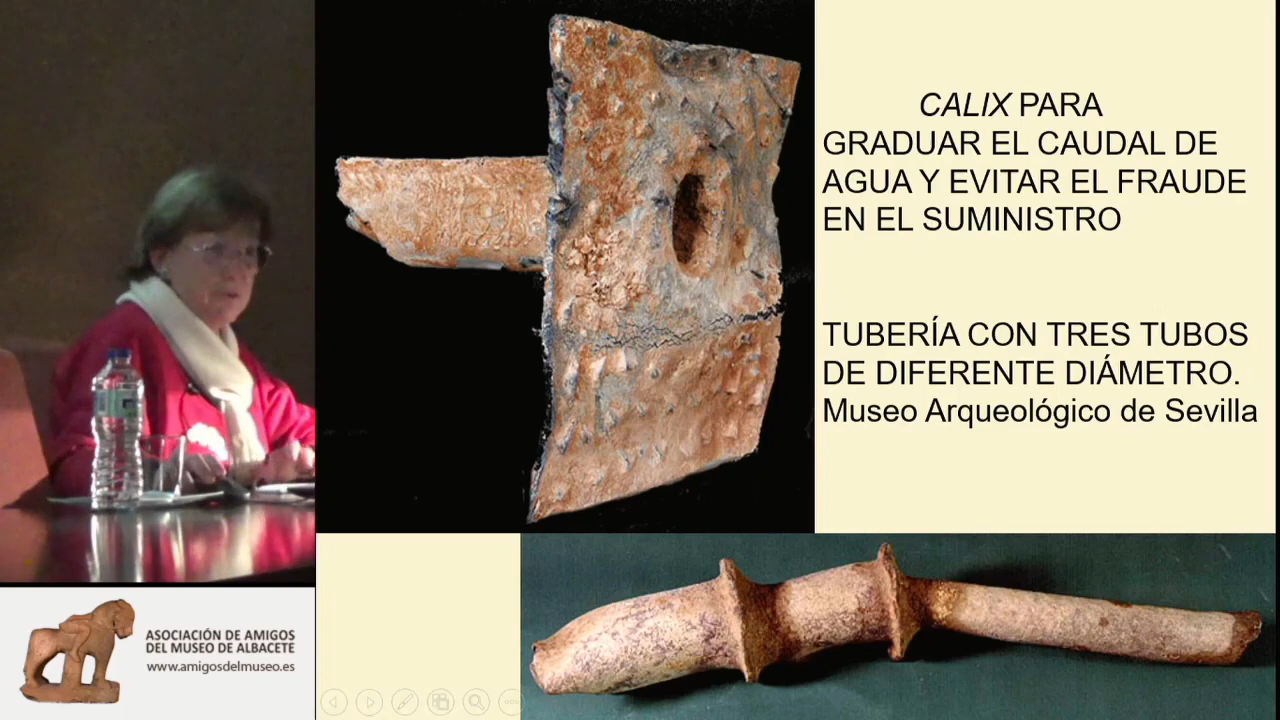 CALIX PARA
GRADUAR EL CAUDAL DE
AGUA Y EVITAR EL FRAUDE
EN EL SUMINISTRO
TUBERÍA CON TRES TUBOS
DE DIFERENTE DIÁMETRO.
Museo Arqueológico de Sevilla
ASOCIACIÓN DE AMIGOS
DEL MUSEO DE ALBACETE
www.amigosdelmuseo.es